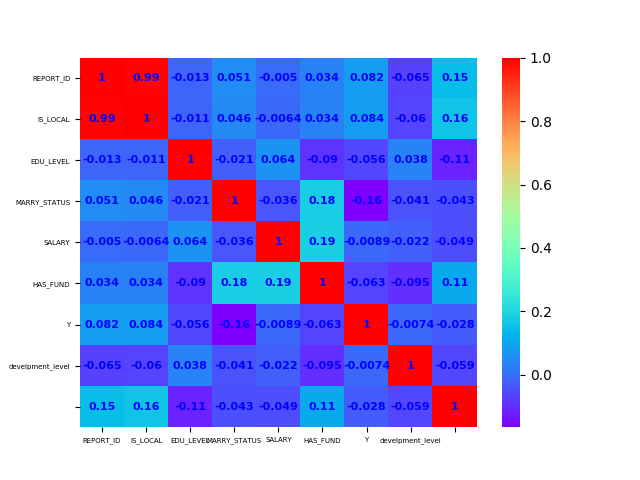 REPORT_ID 1 0.99 -0.013 0.051 -0.005 0.034 0.082 -0.065 0.15
IS_LOCAL 0.99 1 -0.011 0.046 -0.0064 0.034 0.084 -0.06 0.16
EDU_LEVEL -0.013 -0.011 1 -0.021 0.064 -0.09 -0.056 0.038 -0.11
MARRY_STATUS 0.051 0.046 -0.021 1 -0.036 0.18 -0.16 -0.041 -0.043
SALARY -0.005 -0.0064 0.064 -0.036 1 0.19 -0.0089 -0.022 -0.049
HAS_FUND 0.034 0.034 -0.09 0.18 0.19 1 -0.063 -0.095 0.11
Y 0.082 0.084 -0.056 -0.16 -0.0089 -0.063 1 -0.0074 -0.028
develpment_level -0.065 -0.06 0.038 -0.041 -0.022 -0.095 -0.0074 1 -0.059
0.15 0.16 -0.11 -0.043 -0.049 0.11 -0.028 -0.059 1
REPORT_ID IS_LOCAL EDU_LEVEL MARRY_STATUS SALARY HAS_FUND Y develpment_level
1.0
0.8
0.6
0.4
0.2
0.0